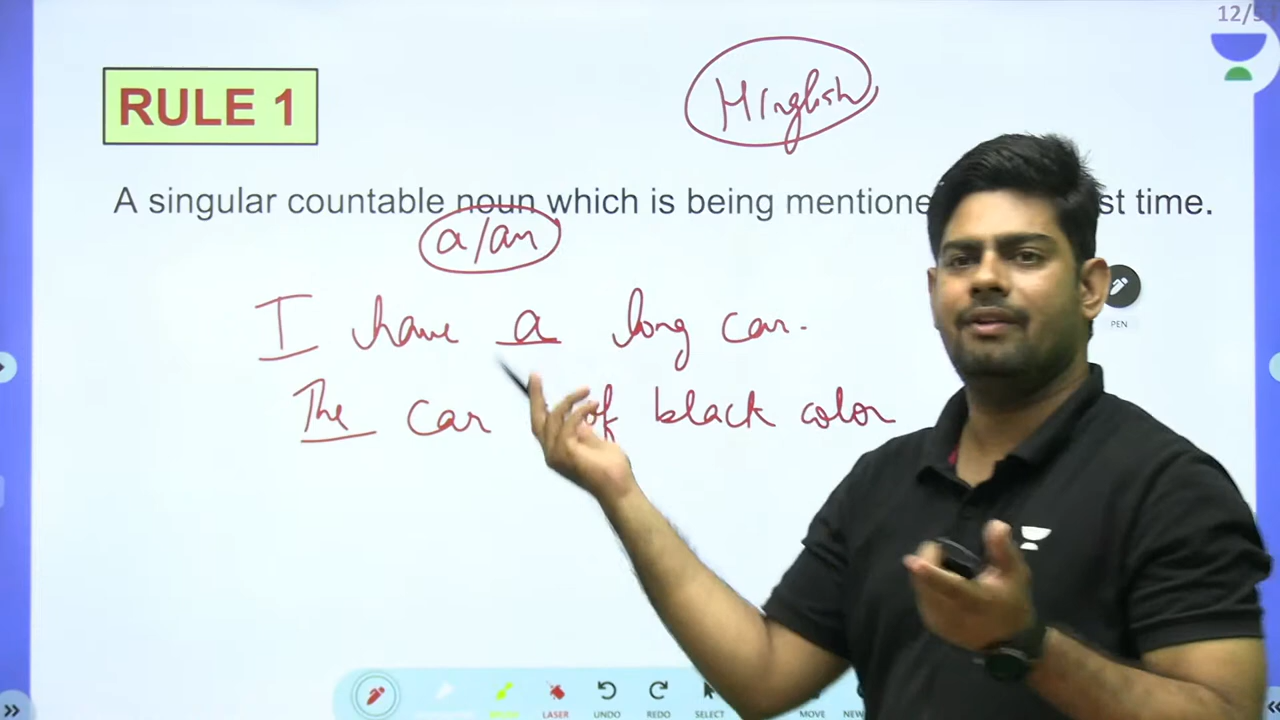 12/5
Hinglish
RULE 1
A singular countable noun which is being mentione st time.
a/an
I have a long car.
PEN
The car of black color
LASER
UNDO
REDO
SELECT
MOVE
NEW